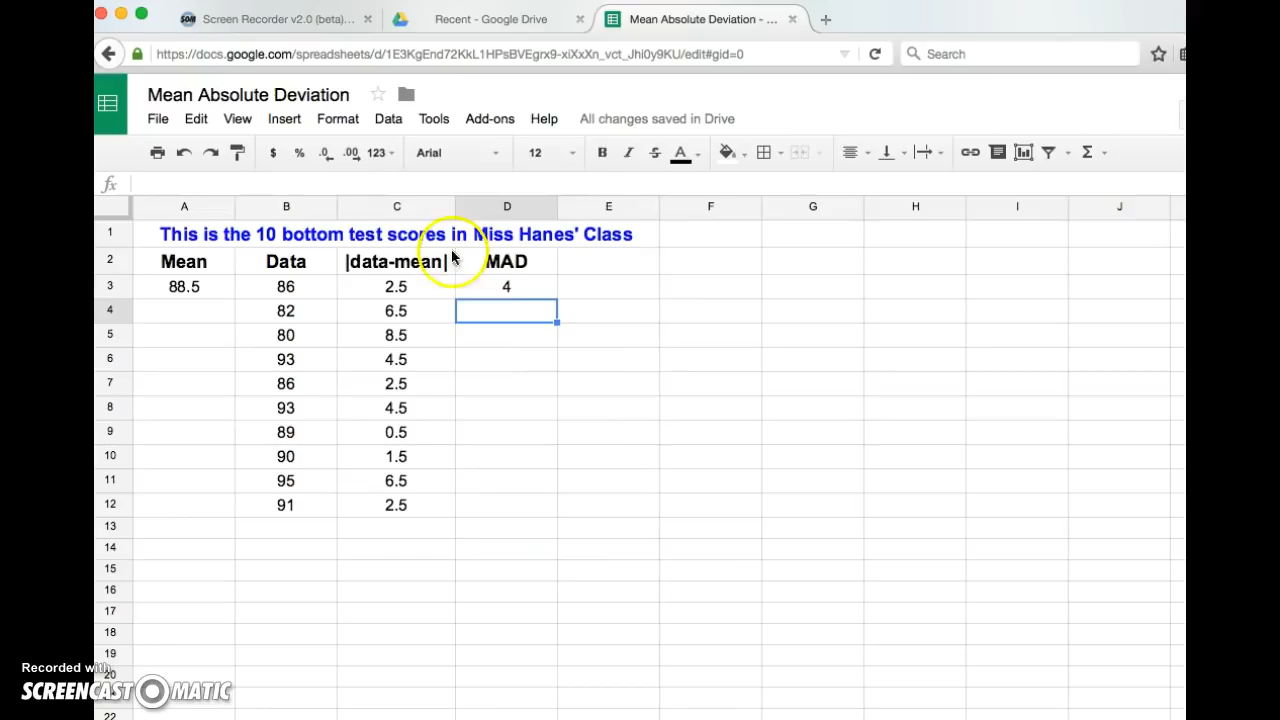 SOM Screen Recorder v2.0 (beta)... × Recent - Google Drive × Mean Absolute Deviation - ... × +
https://docs.google.com/spreadsheets/d/1E3KgEnd72KkL1HPsBVEgrx9-xiXxXn_vct_Jhl0y9KU/edit#gid=0 Search
Mean Absolute Deviation
File Edit View Insert Format Data Tools Add-ons Help All changes saved in Drive
$ % .0 .00 123 Arial 12 B I S A Σ
fx
A B C D E F G H I J
1 This is the 10 bottom test scores in Miss Hanes' Class
2 Mean Data |data-mean| MAD
3 88.5 86 2.5 4
4 82 6.5
5 80 8.5
6 93 4.5
7 86 2.5
8 93 4.5
9 89 0.5
10 90 1.5
11 95 6.5
12 91 2.5
13
14
15
16
17
18
19
20
22
Recorded with
SCREENCAST MATIC